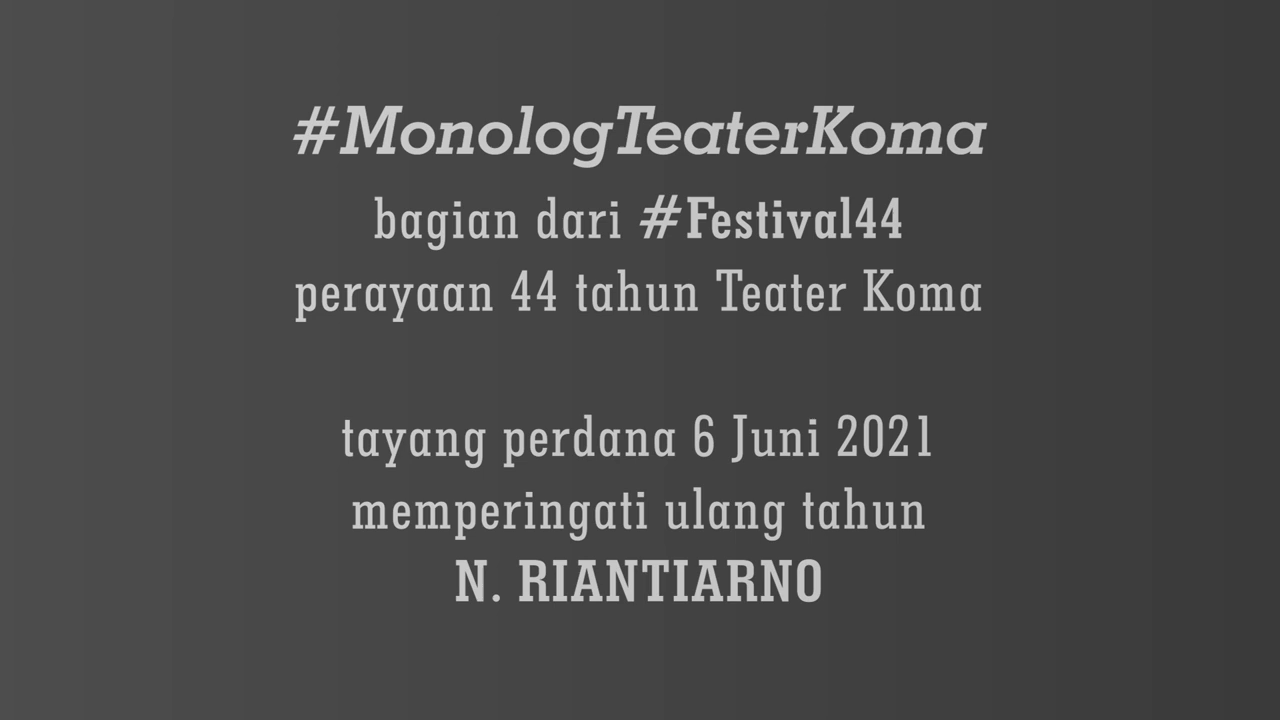 #MonologTeaterKoma
bagian dari #Festival44
perayaan 44 tahun Teater Koma
tayang perdana 6 Juni 2021
memperingati ulang tahun
N. RIANTIARNO